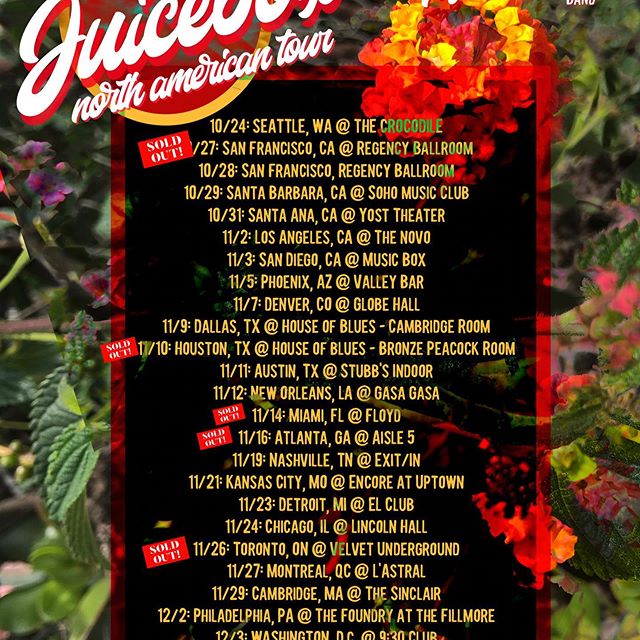 Juicebox
BAND
north american tour
10/24: SEATTLE, WA @ THE CROCODILE
SOLD
OUT!
/27: SAN FRANCISCO, CA @ REGENCY BALLROOM
10/28: SAN FRANCISCO, REGENCY BALLROOM
10/29: SANTA BARBARA, CA @ SOHO MUSIC CLUB
10/31: SANTA ANA, CA @ YOST THEATER
11/2: LOS ANGELES, CA @ THE NOVO
11/3: SAN DIEGO, CA @ MUSIC BOX
11/5: PHOENIX, AZ @ VALLEY BAR
11/7: DENVER, CO @ GLOBE HALL
11/9: DALLAS, TX @ HOUSE OF BLUES - CAMBRIDGE ROOM
SOLD
OUT!
11/10: HOUSTON, TX @ HOUSE OF BLUES - BRONZE PEACOCK ROOM
11/11: AUSTIN, TX @ STUBB'S INDOOR
11/12: NEW ORLEANS, LA @ GASA GASA
SOLD
OUT!
11/14: MIAMI, FL @ FLOYD
SOLD
OUT!
11/16: ATLANTA, GA @ AISLE 5
11/19: NASHVILLE, TN @ EXIT/IN
11/21: KANSAS CITY, MO @ ENCORE AT UPTOWN
11/23: DETROIT, MI @ EL CLUB
11/24: CHICAGO, IL @ LINCOLN HALL
SOLD
OUT!
11/26: TORONTO, ON @ VELVET UNDERGROUND
11/27: MONTREAL, QC @ L'ASTRAL
11/29: CAMBRIDGE, MA @ THE SINCLAIR
12/2: PHILADELPHIA, PA @ THE FOUNDRY AT THE FILLMORE
12/3: WASHINGTON, D.C. @ 9:30 CLUB